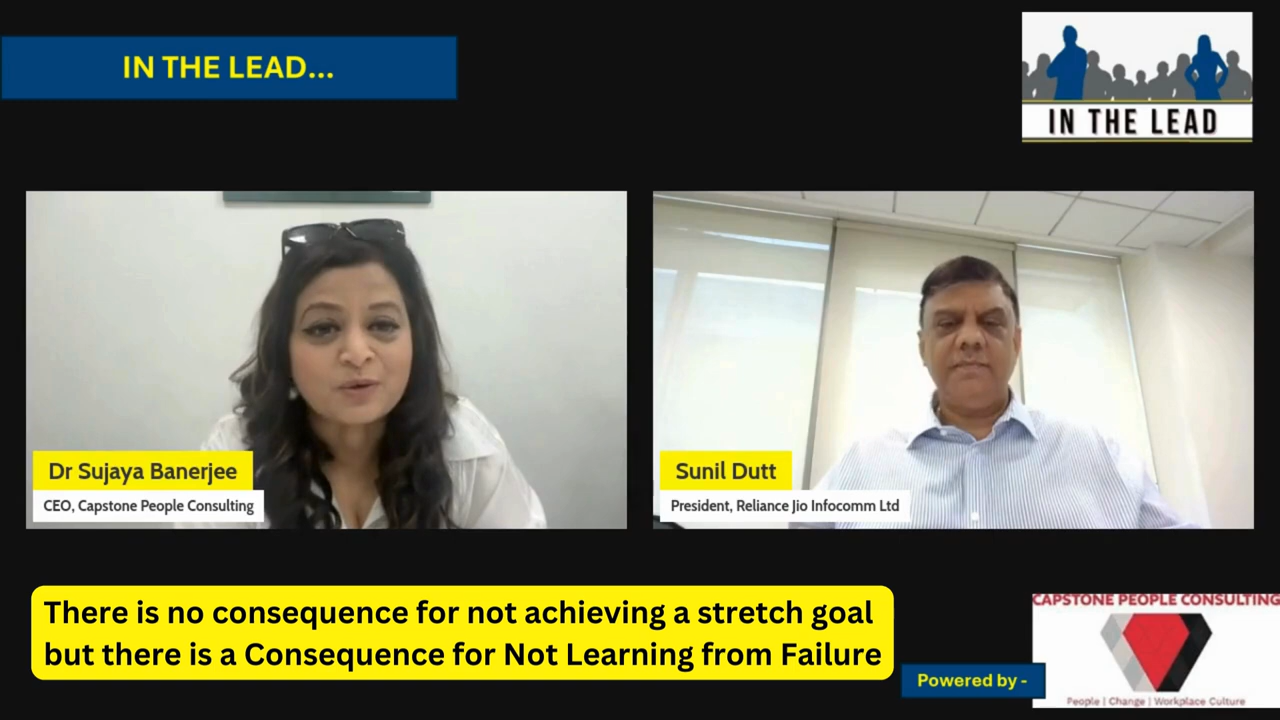 IN THE LEAD...
IN THE LEAD
Dr Sujaya Banerjee
CEO, Capstone People Consulting
Sunil Dutt
President, Reliance Jio Infocomm Ltd
There is no consequence for not achieving a stretch goal
but there is a Consequence for Not Learning from Failure
Powered by -
CAPSTONE PEOPLE CONSULTING
People | Change | Workplace Culture